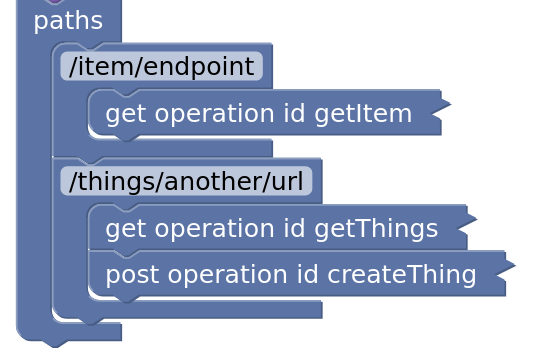 paths
/item/endpoint
get operation id getItem
/things/another/url
get operation id getThings
post operation id createThing